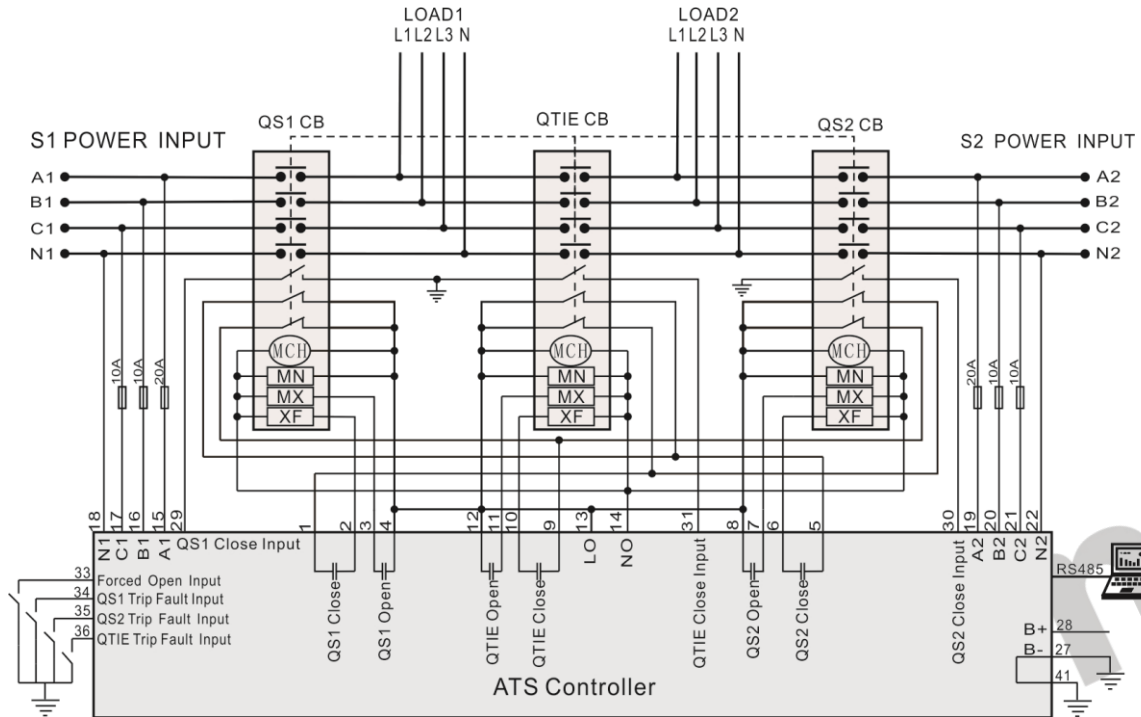 LOAD1 LOAD2
L1 L2 L3 N L1 L2 L3 N
QS1 CB QTIE CB QS2 CB
S1 POWER INPUT S2 POWER INPUT
A1 A2
B1 B2
C1 C2
N1 N2
MCH MCH MCH
MN MN MN
MX MX MX
XF XF XF
10A 10A 20A 20A 10A 10A
18 17 16 15 29 1 2 3 4 12 11 10 9 13 14 31 8 7 6 5 30 19 20 21 22
N1 C1 B1 A1 QS1 Close Input LO NO A2 B2 C2 N2
QS1 Close QS1 Open QTIE Open QTIE Close QTIE Close Input QS2 Open QS2 Close QS2 Close Input
33 Forced Open Input
34 QS1 Trip Fault Input
35 QS2 Trip Fault Input
36 QTIE Trip Fault Input
RS485
B+ 28
B- 27
41
ATS Controller